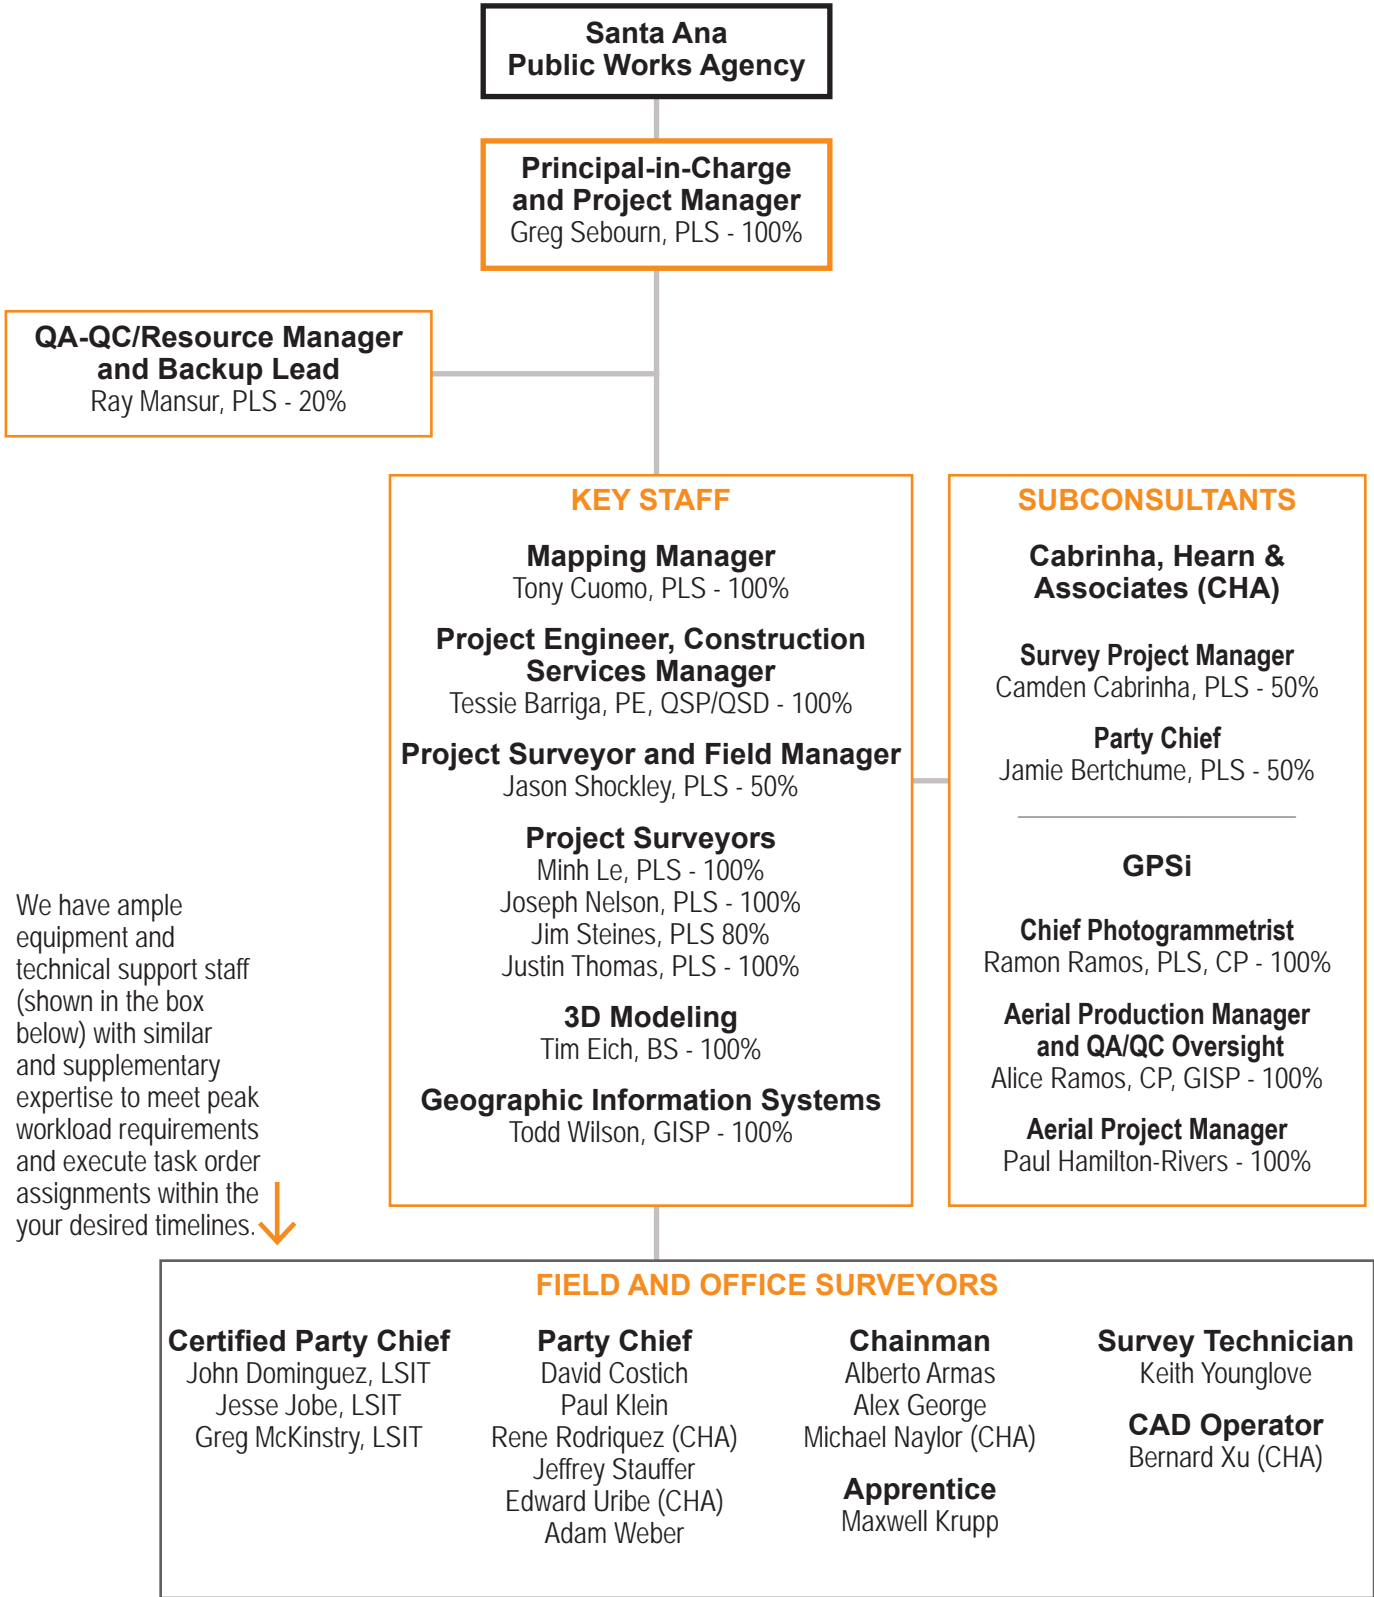 Santa Ana
Public Works Agency
Principal-in-Charge
and Project Manager
Greg Sebourn, PLS - 100%
QA-QC/Resource Manager
and Backup Lead
Ray Mansur, PLS - 20%
KEY STAFF
Mapping Manager
Tony Cuomo, PLS - 100%
Project Engineer, Construction
Services Manager
Tessie Barriga, PE, QSP/QSD - 100%
Project Surveyor and Field Manager
Jason Shockley, PLS - 50%
Project Surveyors
Minh Le, PLS - 100%
Joseph Nelson, PLS - 100%
Jim Steines, PLS 80%
Justin Thomas, PLS - 100%
3D Modeling
Tim Eich, BS - 100%
Geographic Information Systems
Todd Wilson, GISP - 100%
SUBCONSULTANTS
Cabrinha, Hearn &
Associates (CHA)
Survey Project Manager
Camden Cabrinha, PLS - 50%
Party Chief
Jamie Bertchume, PLS - 50%
GPSi
Chief Photogrammetrist
Ramon Ramos, PLS, CP - 100%
Aerial Production Manager
and QA/QC Oversight
Alice Ramos, CP, GISP - 100%
Aerial Project Manager
Paul Hamilton-Rivers - 100%
We have ample
equipment and
technical support staff
(shown in the box
below) with similar
and supplementary
expertise to meet peak
workload requirements
and execute task order
assignments within the
your desired timelines.
FIELD AND OFFICE SURVEYORS
Certified Party Chief
John Dominguez, LSIT
Jesse Jobe, LSIT
Greg McKinstry, LSIT
Party Chief
David Costich
Paul Klein
Rene Rodriquez (CHA)
Jeffrey Stauffer
Edward Uribe (CHA)
Adam Weber
Chainman
Alberto Armas
Alex George
Michael Naylor (CHA)
Apprentice
Maxwell Krupp
Survey Technician
Keith Younglove
CAD Operator
Bernard Xu (CHA)